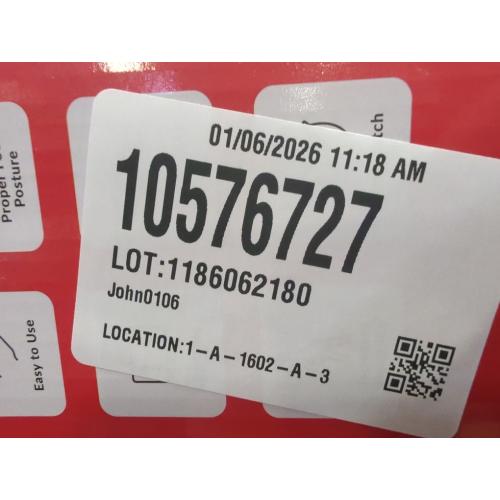 01/06/2026 11:18 AM
10576727
LOT:1186062180
John0106
LOCATION:1-A-1602-A-3
Proper
Posture
Easy to Use